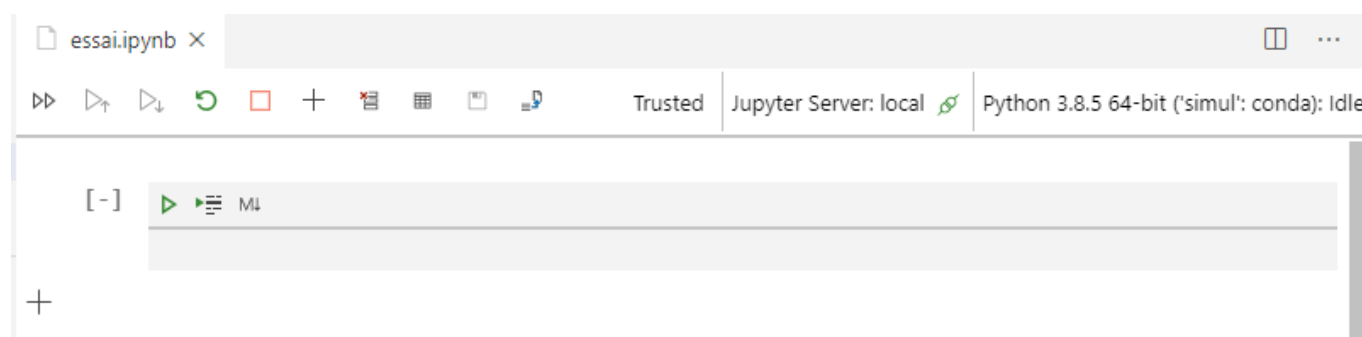 essai.ipynb
Trusted Jupyter Server: local Python 3.8.5 64-bit ('simul': conda): Idle
[-] M↓